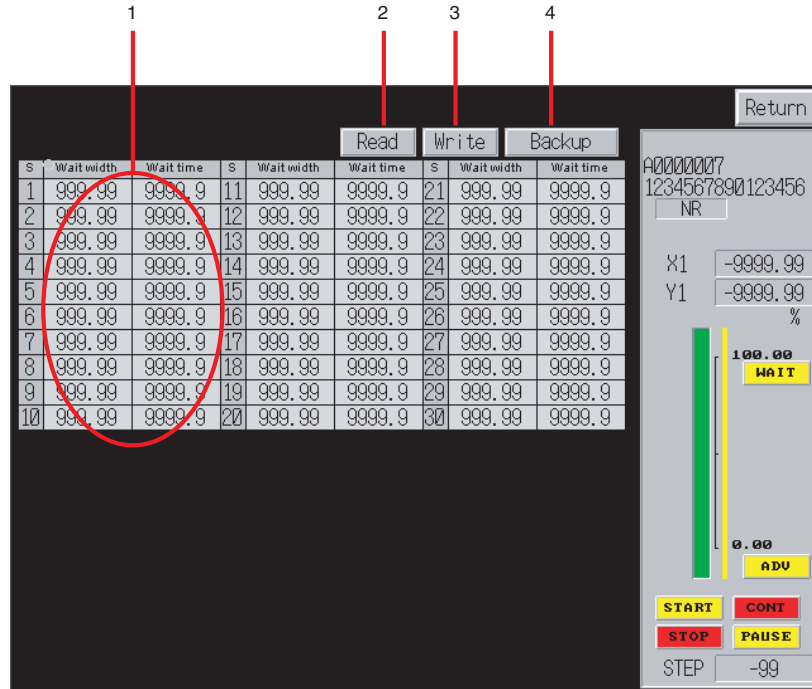 1 2 3 4
Return
Read Write Backup
S Wait width Wait time S Wait width Wait time S Wait width Wait time
1 999.99 9999.9 11 999.99 9999.9 21 999.99 9999.9
2 999.99 9999.9 12 999.99 9999.9 22 999.99 9999.9
3 999.99 9999.9 13 999.99 9999.9 23 999.99 9999.9
4 999.99 9999.9 14 999.99 9999.9 24 999.99 9999.9
5 999.99 9999.9 15 999.99 9999.9 25 999.99 9999.9
6 999.99 9999.9 16 999.99 9999.9 26 999.99 9999.9
7 999.99 9999.9 17 999.99 9999.9 27 999.99 9999.9
8 999.99 9999.9 18 999.99 9999.9 28 999.99 9999.9
9 999.99 9999.9 19 999.99 9999.9 29 999.99 9999.9
10 999.99 9999.9 20 999.99 9999.9 30 999.99 9999.9
A0000007
1234567890123456
NR
X1 -9999.99
Y1 -9999.99
%
100.00
WAIT
0.00
ADV
START CONT
STOP PAUSE
STEP -99